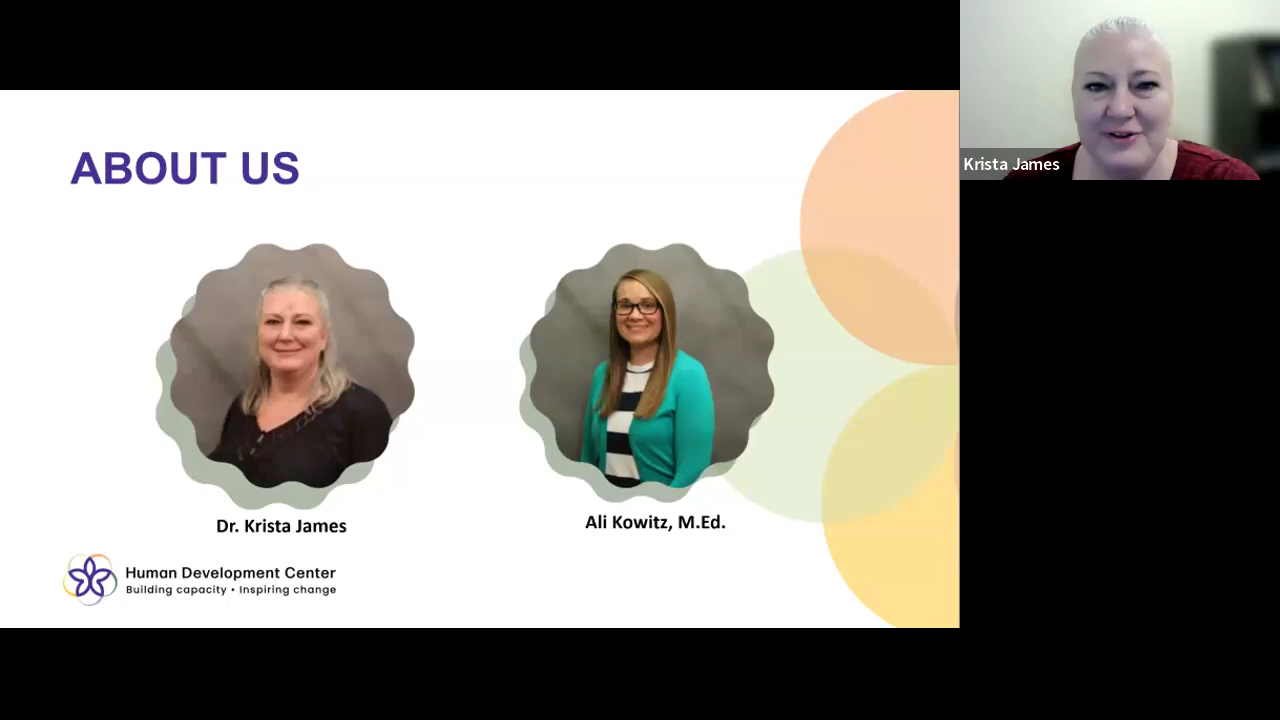 ABOUT US
Krista James
Dr. Krista James
Ali Kowitz, M.Ed.
Human Development Center
Building capacity • Inspiring change